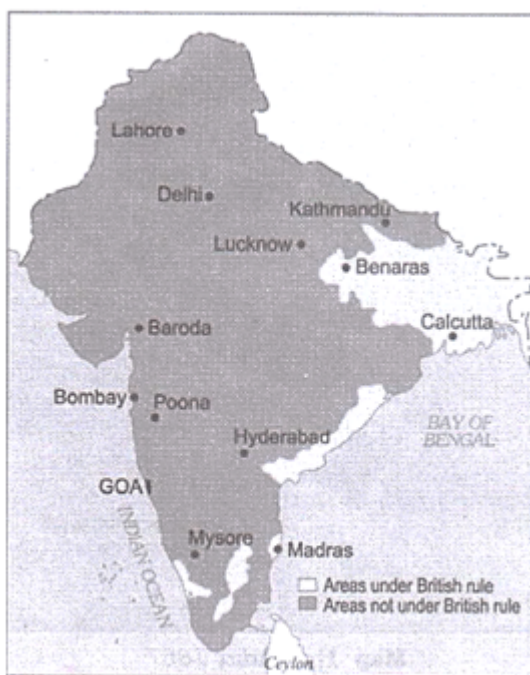 Lahore
Delhi
Kathmandu
Lucknow
Benaras
Baroda
Calcutta
Bombay
Poona
BAY OF
BENGAL
Hyderabad
GOA
INDIAN OCEAN
Mysore
Madras
Areas under British rule
Areas not under British rule
Ceylon